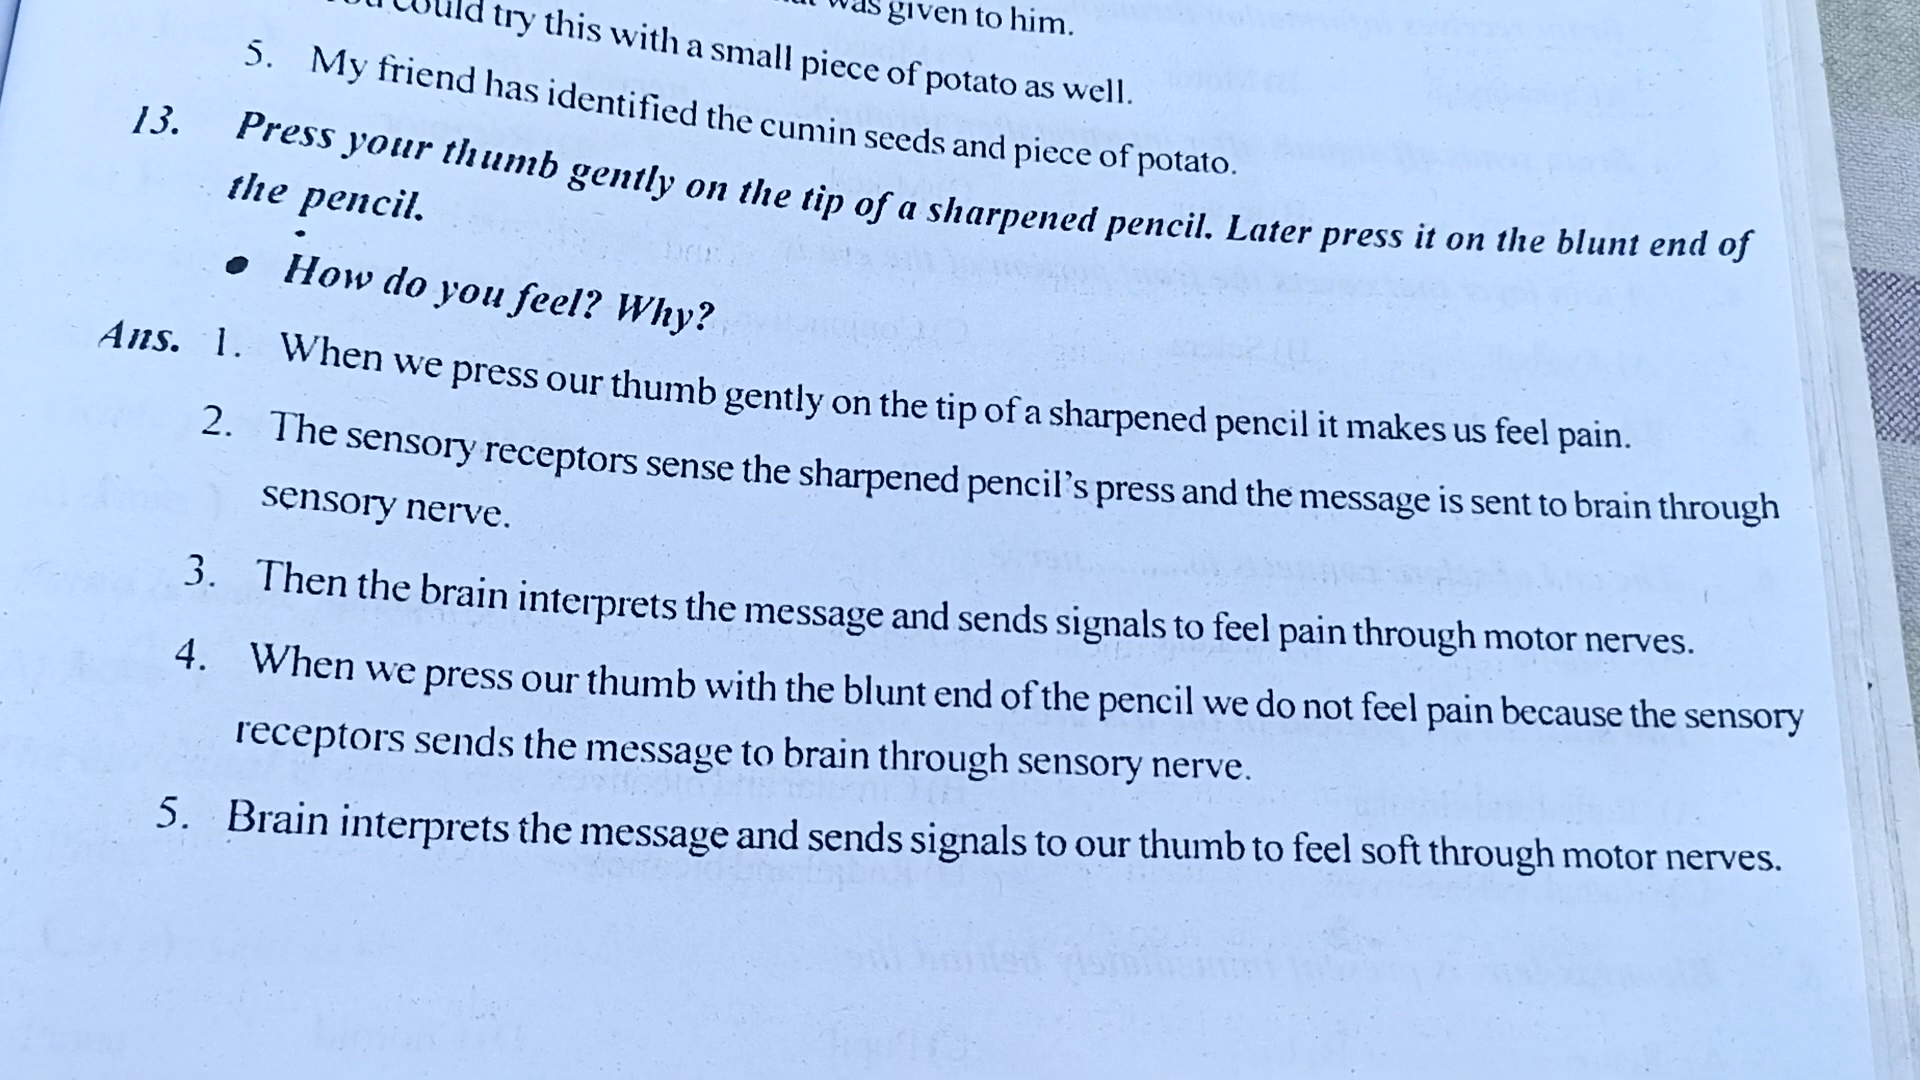 was given to him.
could try this with a small piece of potato as well.
5. My friend has identified the cumin seeds and piece of potato.
13. Press your thumb gently on the tip of a sharpened pencil. Later press it on the blunt end of
the pencil.
• How do you feel? Why?
Ans. 1. When we press our thumb gently on the tip of a sharpened pencil it makes us feel pain.
2. The sensory receptors sense the sharpened pencil's press and the message is sent to brain through
sensory nerve.
3. Then the brain interprets the message and sends signals to feel pain through motor nerves.
4. When we press our thumb with the blunt end of the pencil we do not feel pain because the sensory
receptors sends the message to brain through sensory nerve.
5. Brain interprets the message and sends signals to our thumb to feel soft through motor nerves.